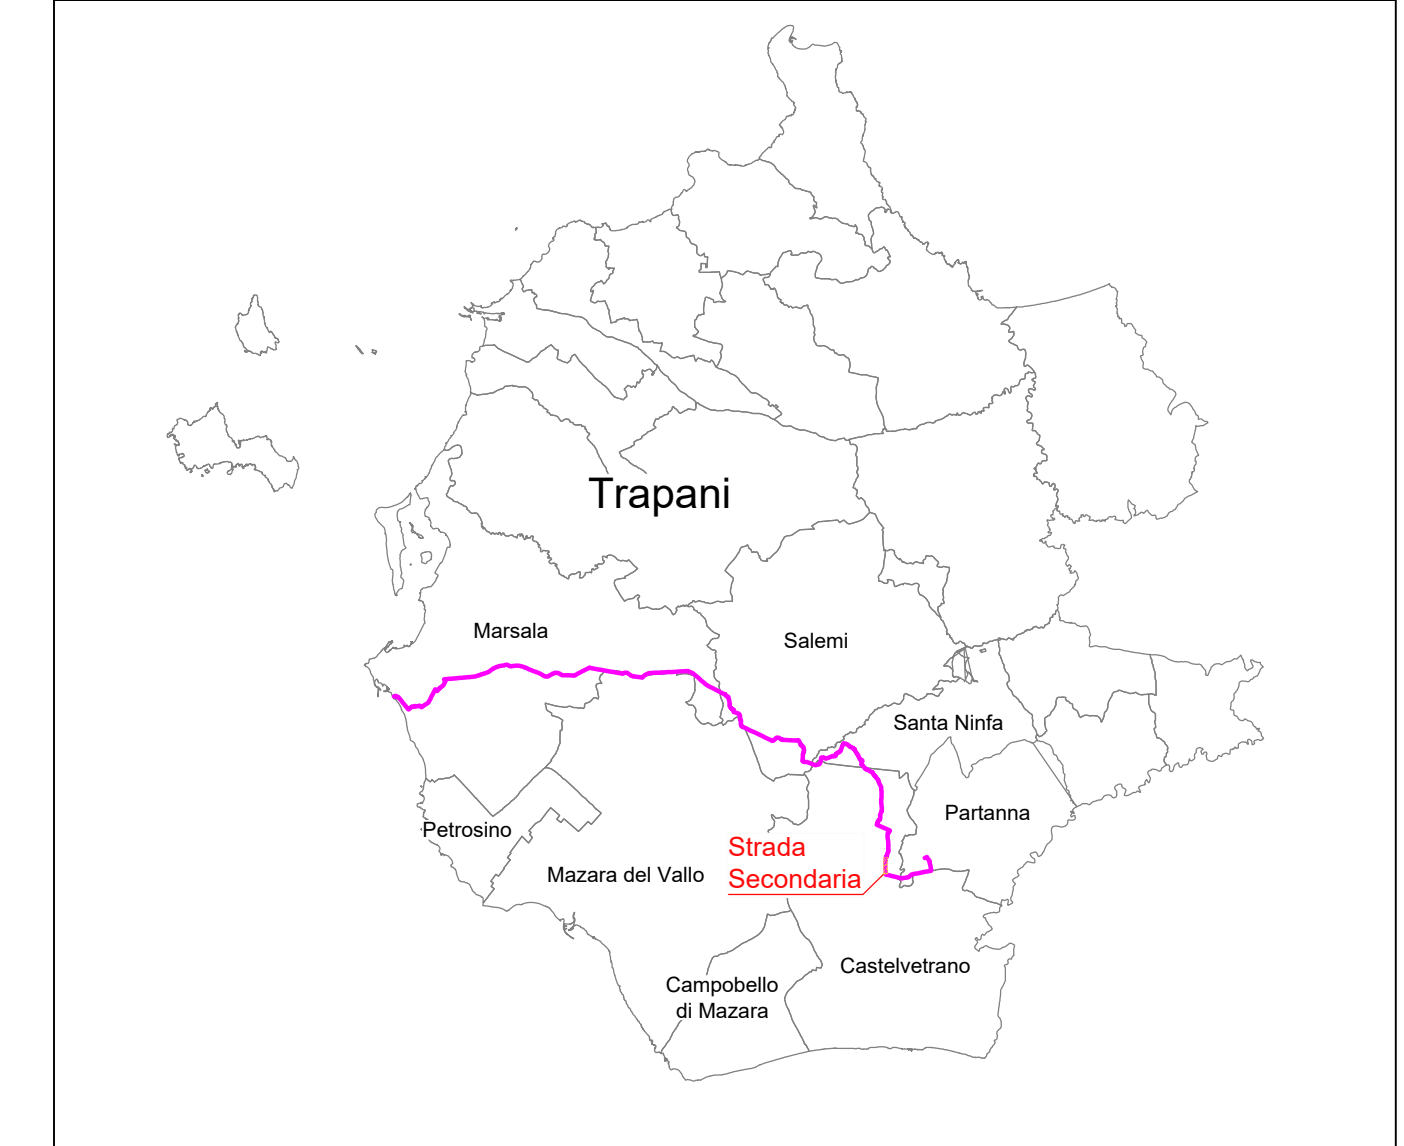 Trapani
Marsala
Salemi
Santa Ninfa
Partanna
Petrosino
Strada
Secondaria
Mazara del Vallo
Castelvetrano
Campobello
di Mazara